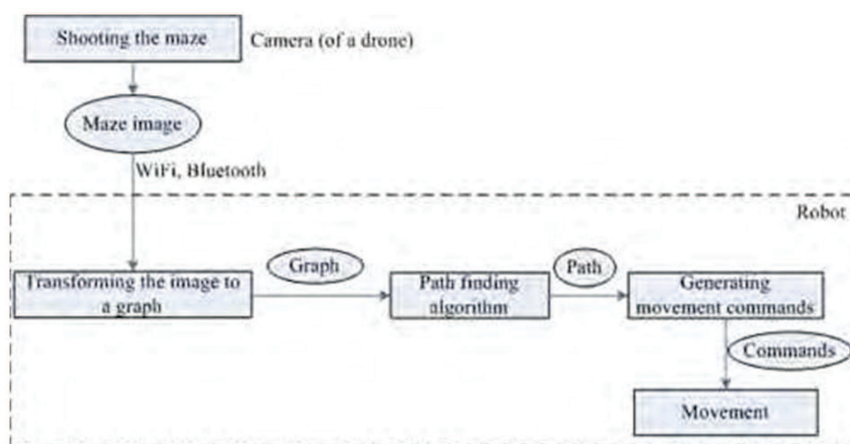 Shooting the maze
Camera (of a drone)
Maze image
WiFi, Bluetooth
Robot
Transforming the image to
a graph
Graph
Path finding
algorithm
Path
Generating
movement commands
Commands
Movement